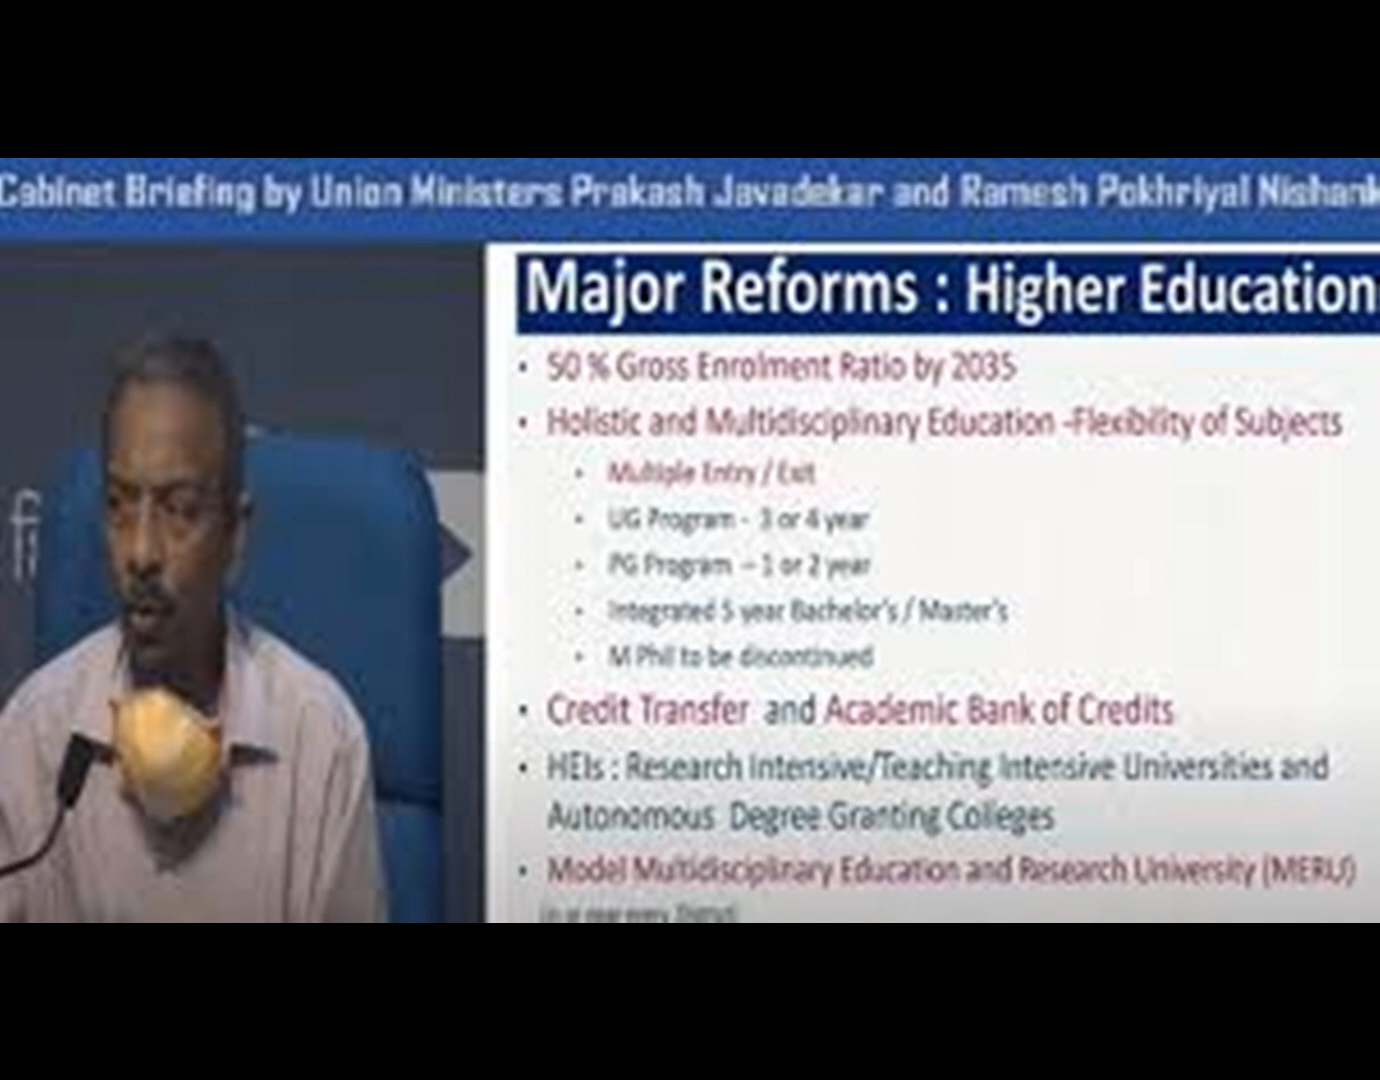 Cabinet Briefing by Union Ministers Prakash Javadekar and Ramesh Pokhriyal Nishank
Major Reforms : Higher Education
• 50 % Gross Enrolment Ratio by 2035
• Holistic and Multidisciplinary Education -Flexibility of Subjects
• Multiple Entry / Exit
• UG Program - 3 or 4 year
• PG Program – 1 or 2 year
• Integrated 5 year Bachelor's / Master's
• M Phil to be discontinued
• Credit Transfer and Academic Bank of Credits
• HEIs : Research Intensive/Teaching Intensive Universities and
Autonomous Degree Granting Colleges
• Model Multidisciplinary Education and Research University (MERU)